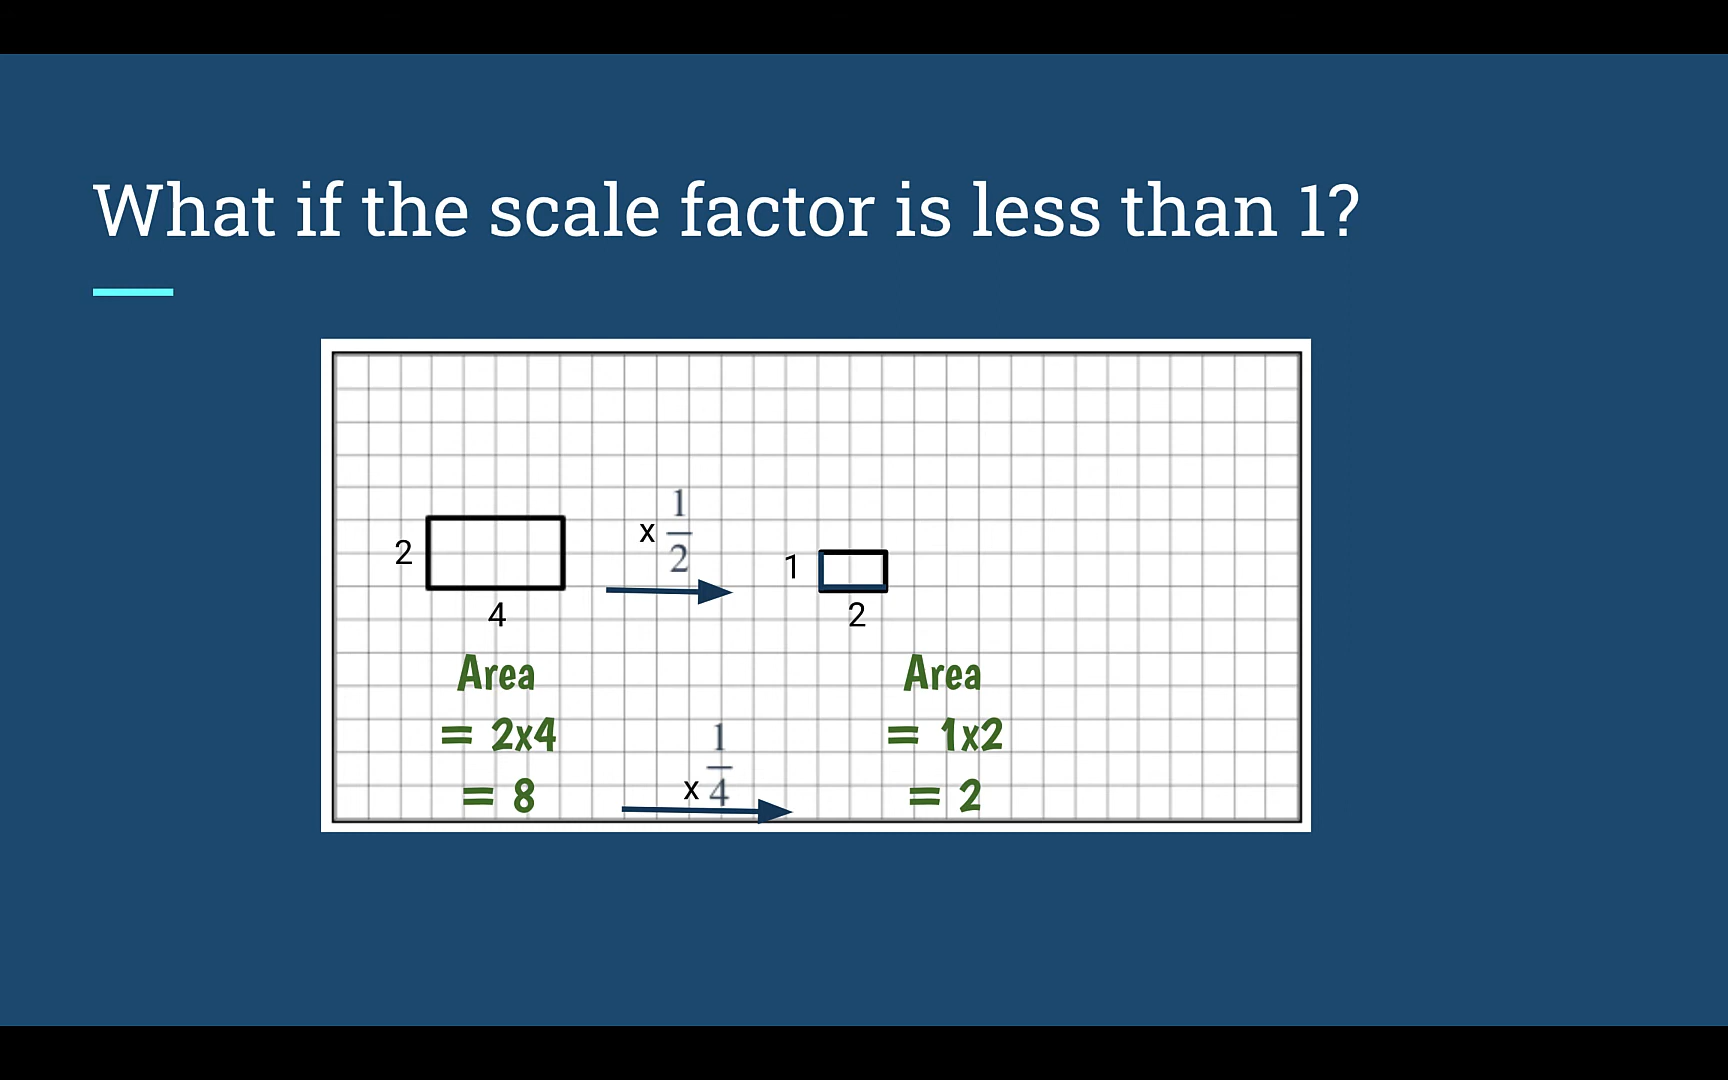 What if the scale factor is less than 1?
x 1/2
2
1
4
2
Area
= 2x4
= 8
x 1/4
Area
= 1x2
= 2